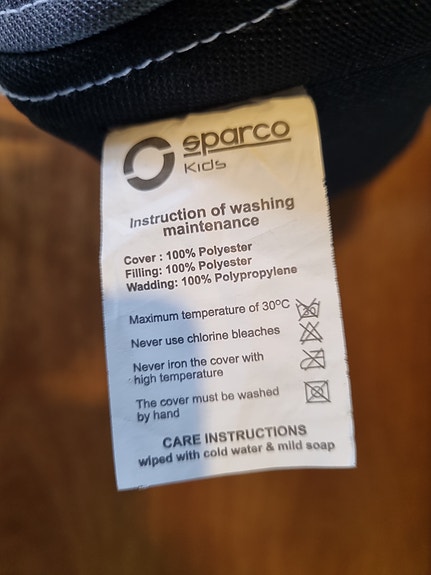 sparco
Kids
Instruction of washing
maintenance
Cover : 100% Polyester
Filling: 100% Polyester
Wadding: 100% Polypropylene
Maximum temperature of 30ºC
Never use chlorine bleaches
Never iron the cover with
high temperature
The cover must be washed
by hand
CARE INSTRUCTIONS
wiped with cold water & mild soap